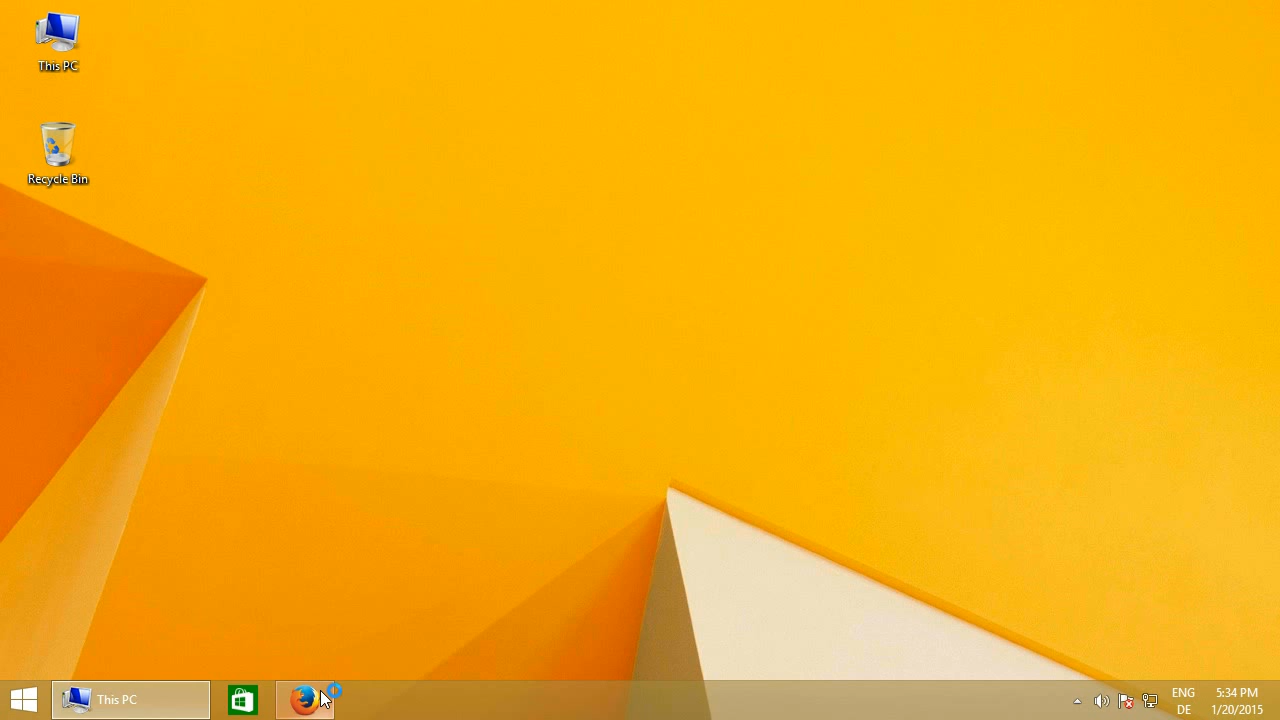 This PC
Recycle Bin
This PC
ENG
DE
5:34 PM
1/20/2015